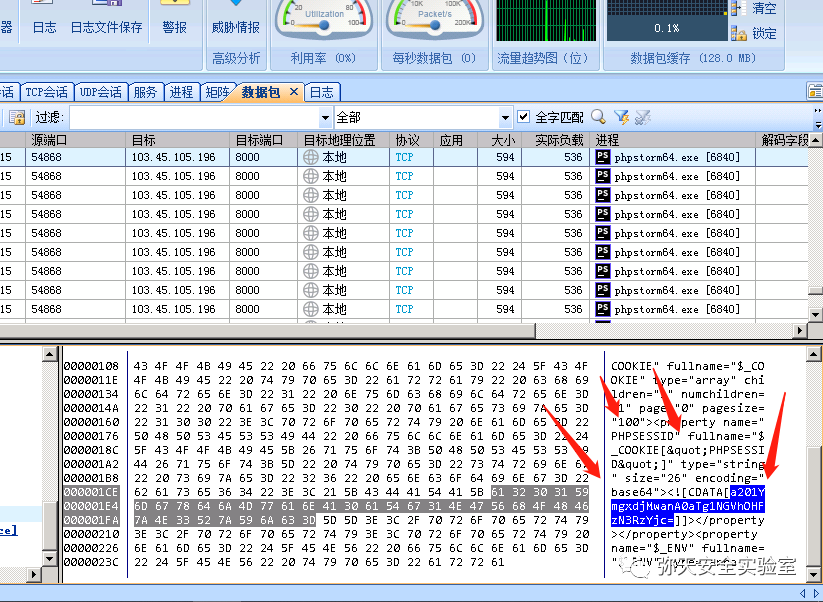 器 日志 日志文件保存 警报 威胁情报 Utilization Packet/s 0.1% 清空
锁定
高级分析 利用率 (0%) 每秒数据包 (0) 流量趋势图（位） 数据包缓存 (128.0 MB)
话 TCP会话 UDP会话 服务 进程 矩阵 数据包 × 日志
过滤: 全部 全字匹配
源端口 目标 目标端口 目标地理位置 协议 应用 大小 实际负载 进程 解码字段
15 54868 103.45.105.196 8000 本地 TCP 594 536 phpstorm64.exe [6840]
15 54868 103.45.105.196 8000 本地 TCP 594 536 phpstorm64.exe [6840]
15 54868 103.45.105.196 8000 本地 TCP 594 536 phpstorm64.exe [6840]
15 54868 103.45.105.196 8000 本地 TCP 594 536 phpstorm64.exe [6840]
15 54868 103.45.105.196 8000 本地 TCP 594 536 phpstorm64.exe [6840]
15 54868 103.45.105.196 8000 本地 TCP 594 536 phpstorm64.exe [6840]
15 54868 103.45.105.196 8000 本地 TCP 594 536 phpstorm64.exe [6840]
15 54868 103.45.105.196 8000 本地 TCP 594 536 phpstorm64.exe [6840]
15 54868 103.45.105.196 8000 本地 TCP 594 536 phpstorm64.exe [6840]
00000108 43 4F 4F 4B 49 45 22 20 66 75 6C 6C 6E 61 6D 65 3D 22 24 5F 43 4F COOKIE" fullname="$_CO
0000011E 4F 4B 49 45 22 20 74 79 70 65 3D 22 61 72 72 61 79 22 20 63 68 69 OKIE" type="array" chi
00000134 6C 64 72 65 6E 3D 22 31 22 20 6E 75 6D 63 68 69 6C 64 72 65 6E 3D ldren="1" numchildren=
0000014A 22 31 22 20 70 61 67 65 3D 22 30 22 20 70 61 67 65 73 69 7A 65 3D "1" page="0" pagesize=
00000160 22 31 30 30 22 3E 3C 70 72 6F 70 65 72 74 79 20 6E 61 6D 65 3D 22 "100"><property name="
00000176 50 48 50 53 45 53 53 49 44 22 20 66 75 6C 6C 6E 61 6D 65 3D 22 24 PHPSESSID" fullname="$
0000018C 5F 43 4F 4F 4B 49 45 5B 26 71 75 6F 74 3B 50 48 50 53 45 53 53 49 _COOKIE[&quot;PHPSESSI
000001A2 44 26 71 75 6F 74 3B 5D 22 20 74 79 70 65 3D 22 73 74 72 69 6E 67 D&quot;]" type="string
000001B8 22 20 73 69 7A 65 3D 22 32 36 22 20 65 6E 63 6F 64 69 6E 67 3D 22 " size="26" encoding="
000001CE 62 61 73 65 36 34 22 3E 3C 21 5B 43 44 41 54 41 5B 61 32 30 31 59 base64"><![CDATA[a201Y
000001E4 6D 67 78 64 6A 4D 77 61 6E 41 30 61 54 67 31 4E 47 56 68 4F 48 46 mgxdjMwanA0aTg1NGVhOHF
000001FA 7A 4E 33 52 7A 59 6A 63 3D 5D 5D 3E 3C 2F 70 72 6F 70 65 72 74 79 zN3RzYjc=]]></property
00000210 3E 3C 2F 70 72 6F 70 65 72 74 79 3E 3C 70 72 6F 70 65 72 74 79 20 ></property><property
00000226 6E 61 6D 65 3D 22 24 5F 45 4E 56 22 20 66 75 6C 6C 6E 61 6D 65 3D name="$_ENV" fullname=
0000023C 22 24 5F 45 4E 56 22 20 74 79 70 65 3D 22 61 72 72 61 "$_ENV" type="arra
ce]
弥天安全实验室